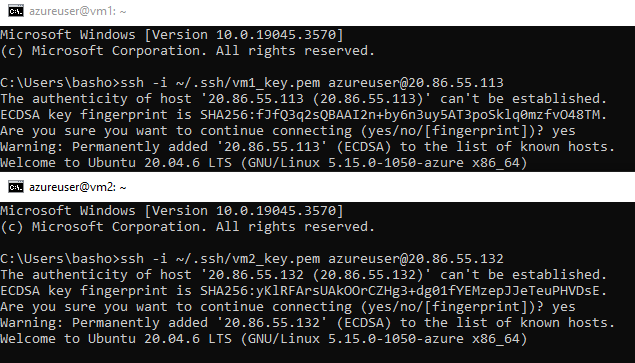 azureuser@vm1: ~
Microsoft Windows [Version 10.0.19045.3570]
(c) Microsoft Corporation. All rights reserved.
C:\Users\basho>ssh -i ~/.ssh/vm1_key.pem azureuser@20.86.55.113
The authenticity of host '20.86.55.113 (20.86.55.113)' can't be established.
ECDSA key fingerprint is SHA256:fJfQ3q2sQBAAI2n+by6n3uy5AT3poSklq0mzfvO48TM.
Are you sure you want to continue connecting (yes/no/[fingerprint])? yes
Warning: Permanently added '20.86.55.113' (ECDSA) to the list of known hosts.
Welcome to Ubuntu 20.04.6 LTS (GNU/Linux 5.15.0-1050-azure x86_64)
azureuser@vm2: ~
Microsoft Windows [Version 10.0.19045.3570]
(c) Microsoft Corporation. All rights reserved.
C:\Users\basho>ssh -i ~/.ssh/vm2_key.pem azureuser@20.86.55.132
The authenticity of host '20.86.55.132 (20.86.55.132)' can't be established.
ECDSA key fingerprint is SHA256:yKlRFArsUAkOOrCZHg3+dg01fYEMzepJJeTeuPHVDsE.
Are you sure you want to continue connecting (yes/no/[fingerprint])? yes
Warning: Permanently added '20.86.55.132' (ECDSA) to the list of known hosts.
Welcome to Ubuntu 20.04.6 LTS (GNU/Linux 5.15.0-1050-azure x86_64)